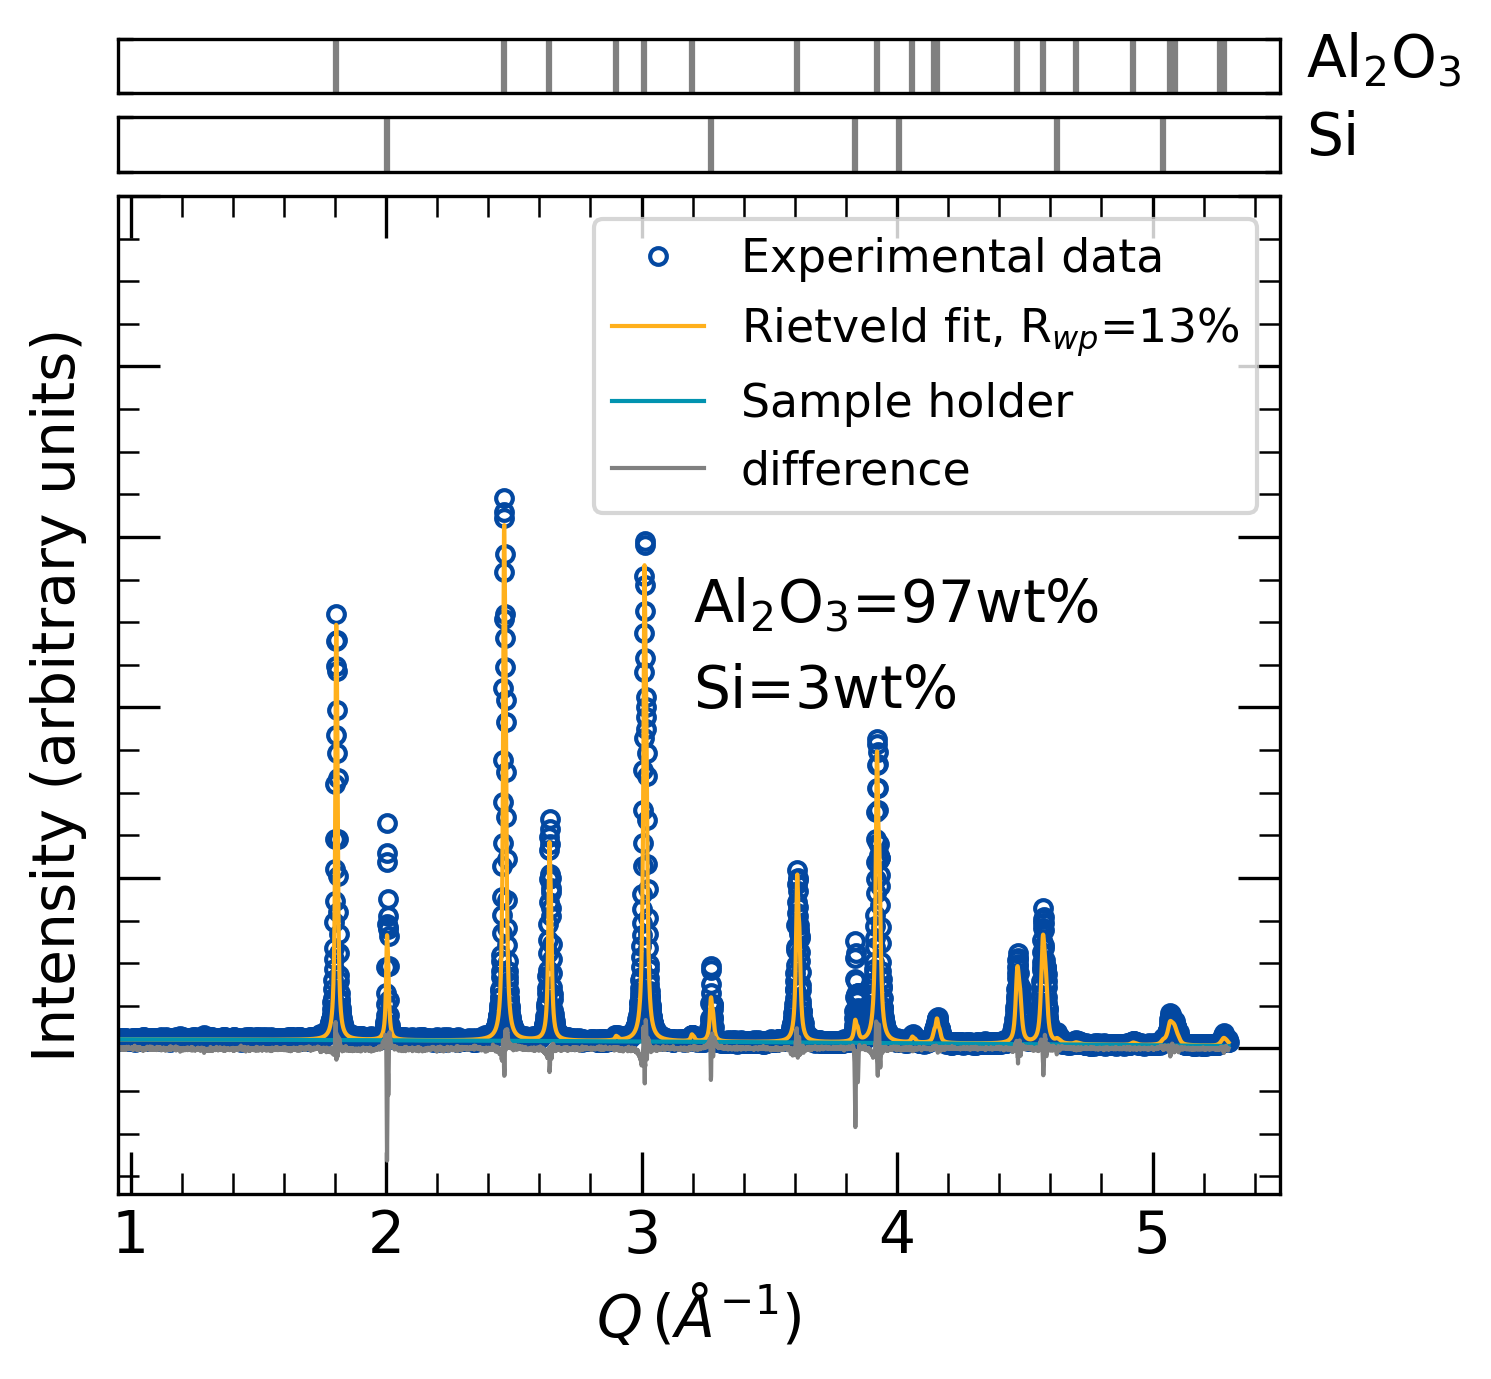 Al₂O₃
Si
Experimental data
Rietveld fit, R_wp=13%
Sample holder
difference
Al₂O₃=97wt%
Si=3wt%
Intensity (arbitrary units)
1 2 3 4 5
Q (Å⁻¹)